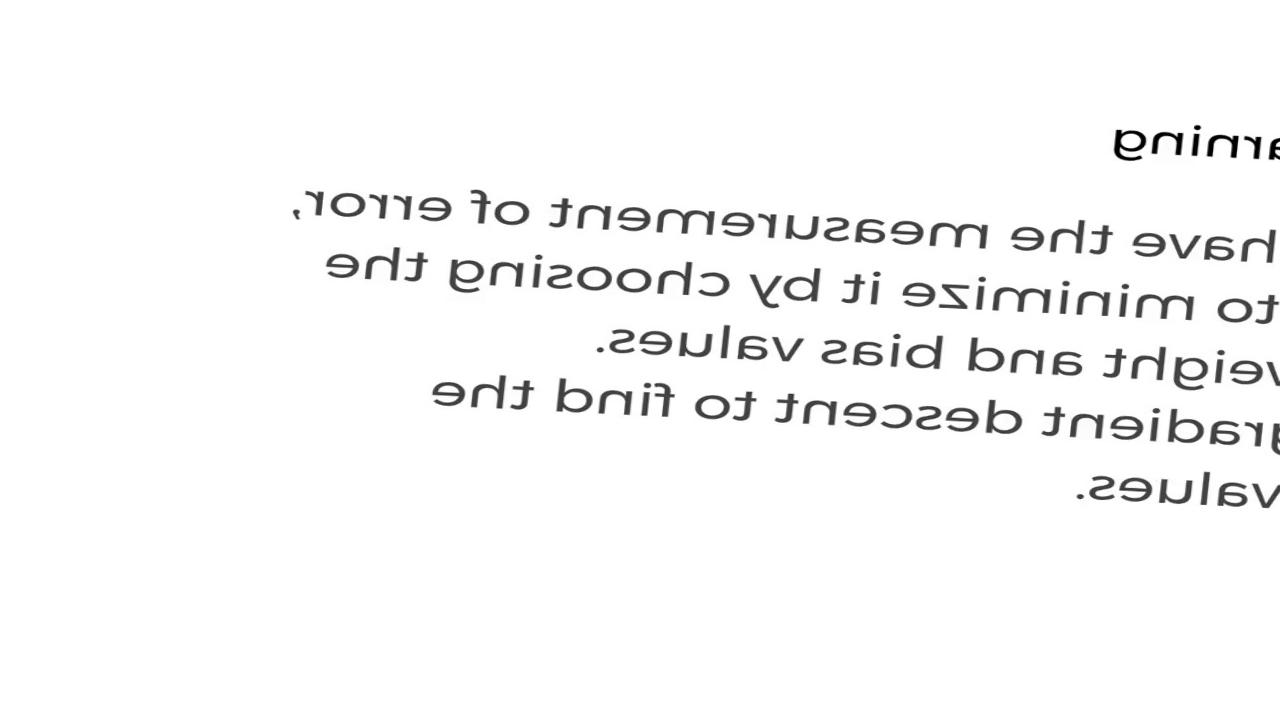 have the measurement of error,
to minimize it by choosing the
and bias values.
descent to find the
values.